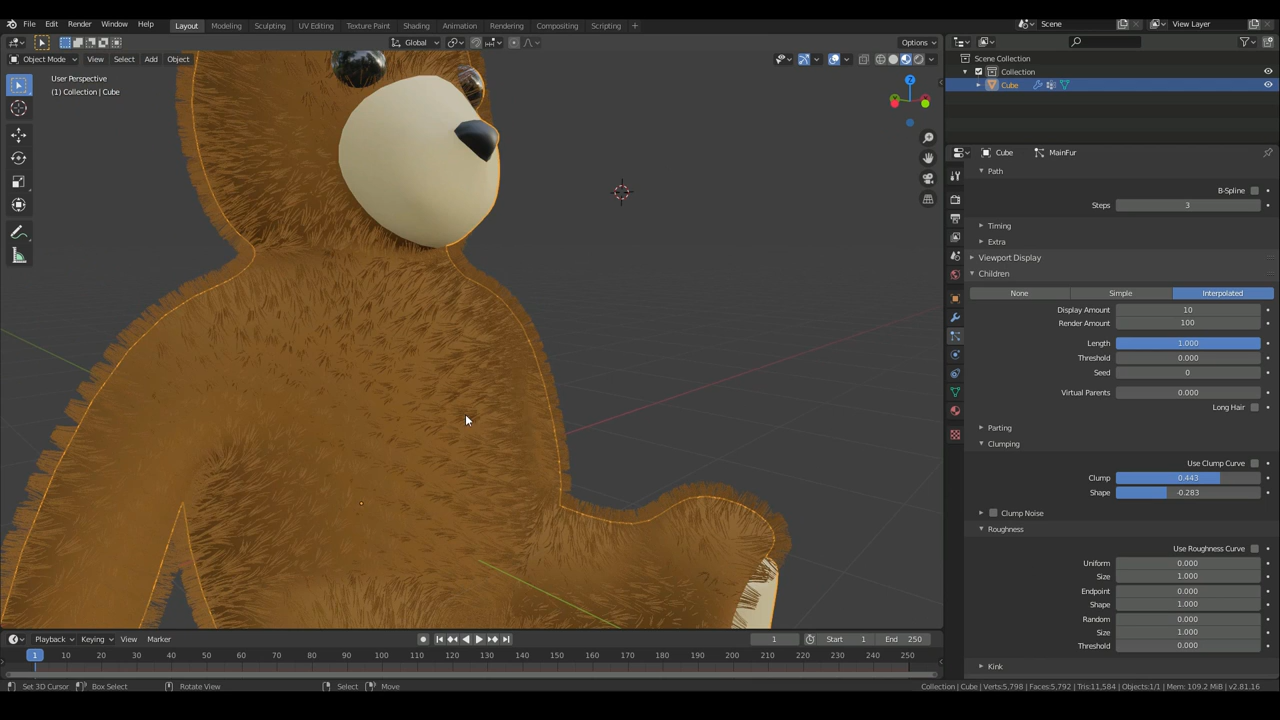 File Edit Render Window Help Layout Modeling Sculpting UV Editing Texture Paint Shading Animation Rendering Compositing Scripting + Scene View Layer
Global Options
Object Mode View Select Add Object
User Perspective
(1) Collection | Cube
Z
Scene Collection
Collection
Cube
Cube MainFur
Path
B-Spline
Steps 3
Timing
Extra
Viewport Display
Children
None Simple Interpolated
Display Amount 10
Render Amount 100
Length 1.000
Threshold 0.000
Seed 0
Virtual Parents 0.000
Long Hair
Parting
Clumping
Use Clump Curve
Clump 0.443
Shape -0.283
Clump Noise
Roughness
Use Roughness Curve
Uniform 0.000
Size 1.000
Endpoint 0.000
Shape 1.000
Random 0.000
Size 1.000
Threshold 0.000
Kink
Playback Keying View Marker 1 Start 1 End 250
1 10 20 30 40 50 60 70 80 90 100 110 120 130 140 150 160 170 180 190 200 210 220 230 240 250
Set 3D Cursor Box Select Rotate View Select Move Collection | Cube | Verts:5,798 | Faces:5,792 | Tris:11,584 | Objects:1/1 | Mem: 109.2 MiB | v2.81.16